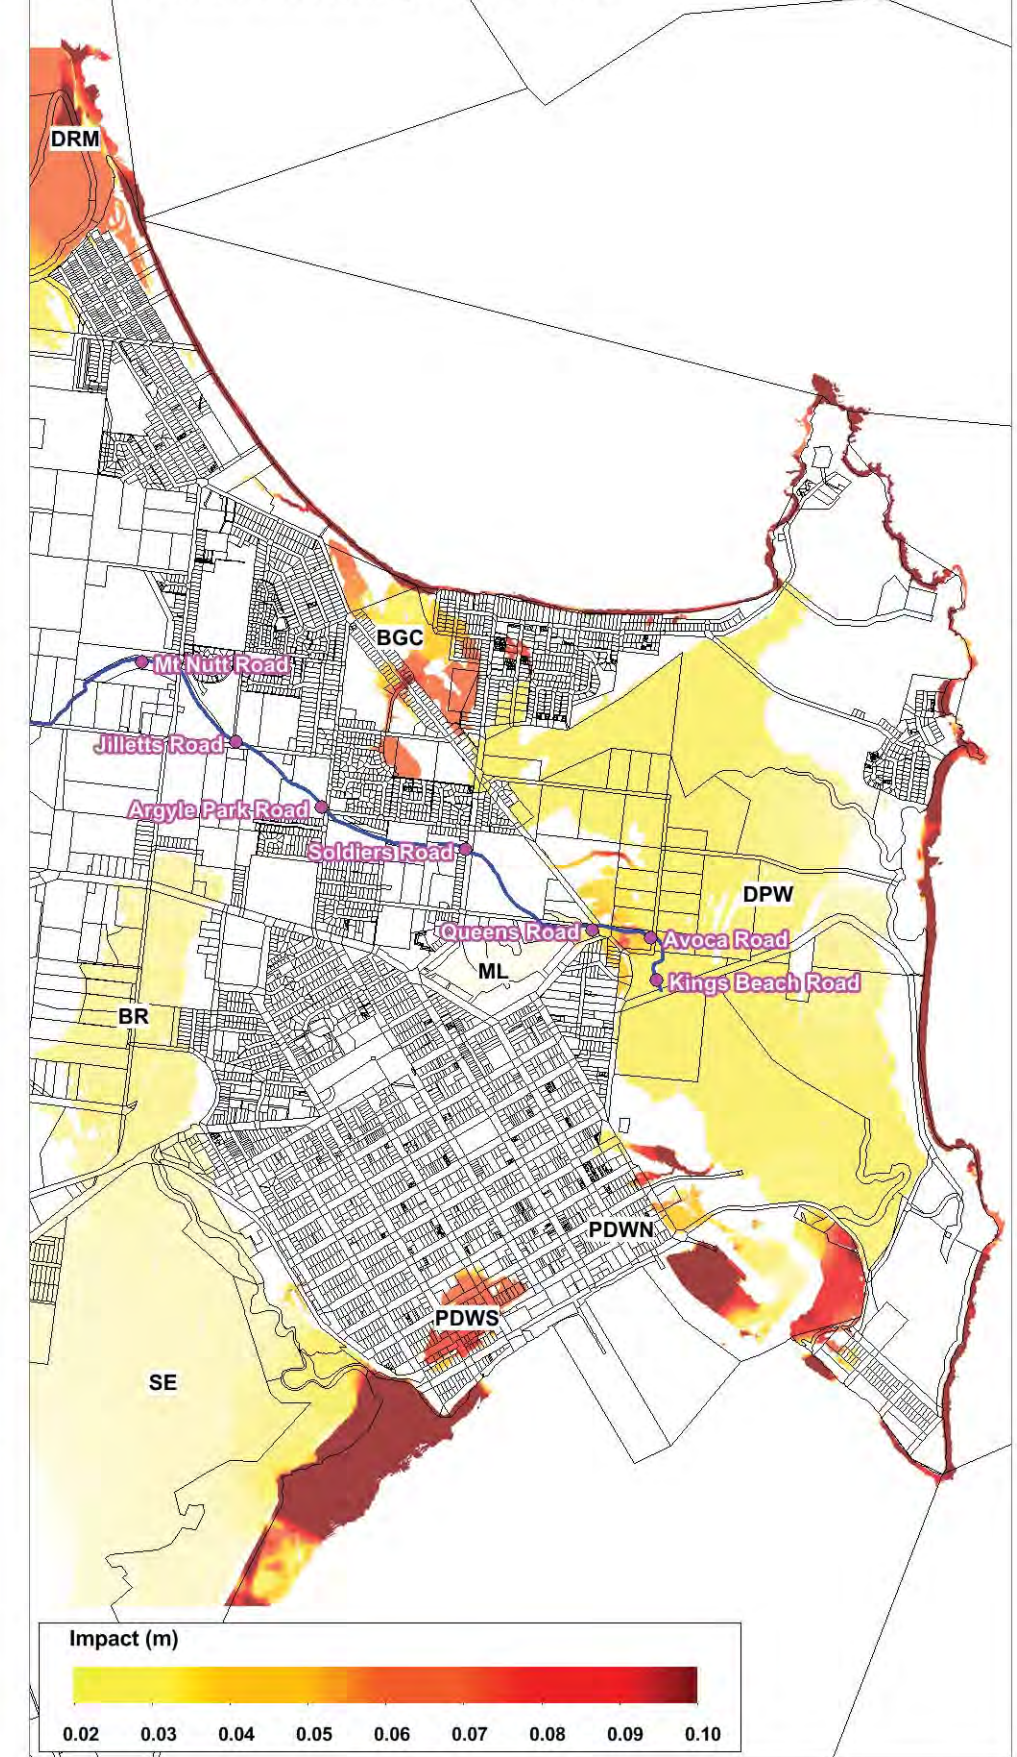 DRM
BGC
Mt Nutt Road
Jilletts Road
Argyle Park Road
Soldiers Road
DPW
Queens Road
Avoca Road
ML
Kings Beach Road
BR
PDWN
PDWS
SE
Impact (m)
0.02 0.03 0.04 0.05 0.06 0.07 0.08 0.09 0.10